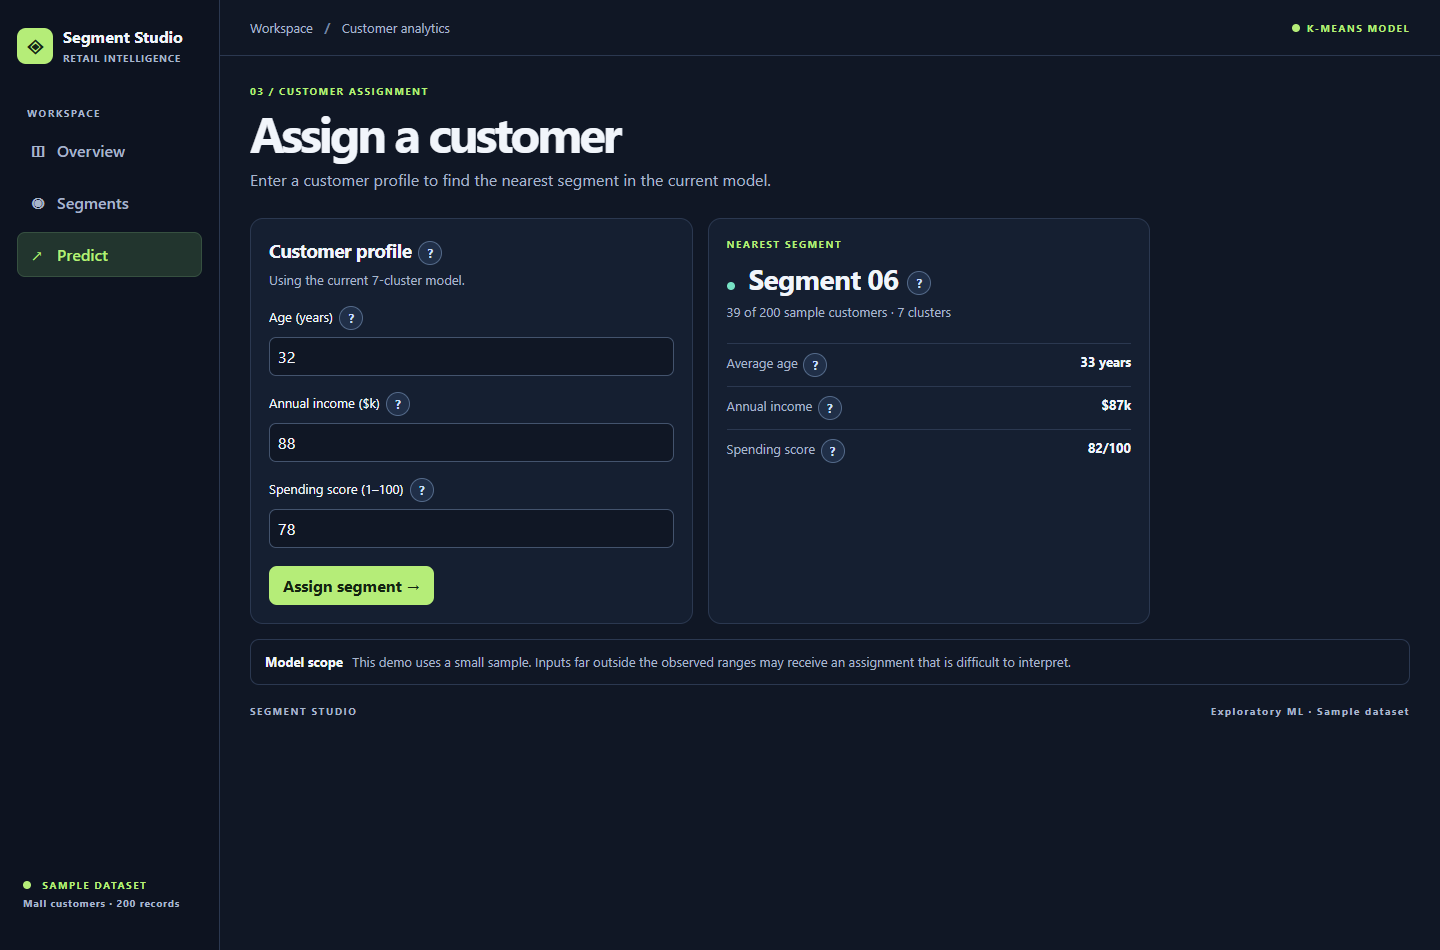 Segment Studio
RETAIL INTELLIGENCE
WORKSPACE
Overview
Segments
Predict
SAMPLE DATASET
Mall customers · 200 records
Workspace / Customer analytics
K-MEANS MODEL
03 / CUSTOMER ASSIGNMENT
Assign a customer
Enter a customer profile to find the nearest segment in the current model.
Customer profile ?
Using the current 7-cluster model.
Age (years) ?
32
Annual income ($k) ?
88
Spending score (1–100) ?
78
Assign segment →
NEAREST SEGMENT
Segment 06 ?
39 of 200 sample customers · 7 clusters
Average age ? 33 years
Annual income ? $87k
Spending score ? 82/100
Model scope This demo uses a small sample. Inputs far outside the observed ranges may receive an assignment that is difficult to interpret.
SEGMENT STUDIO
Exploratory ML · Sample dataset